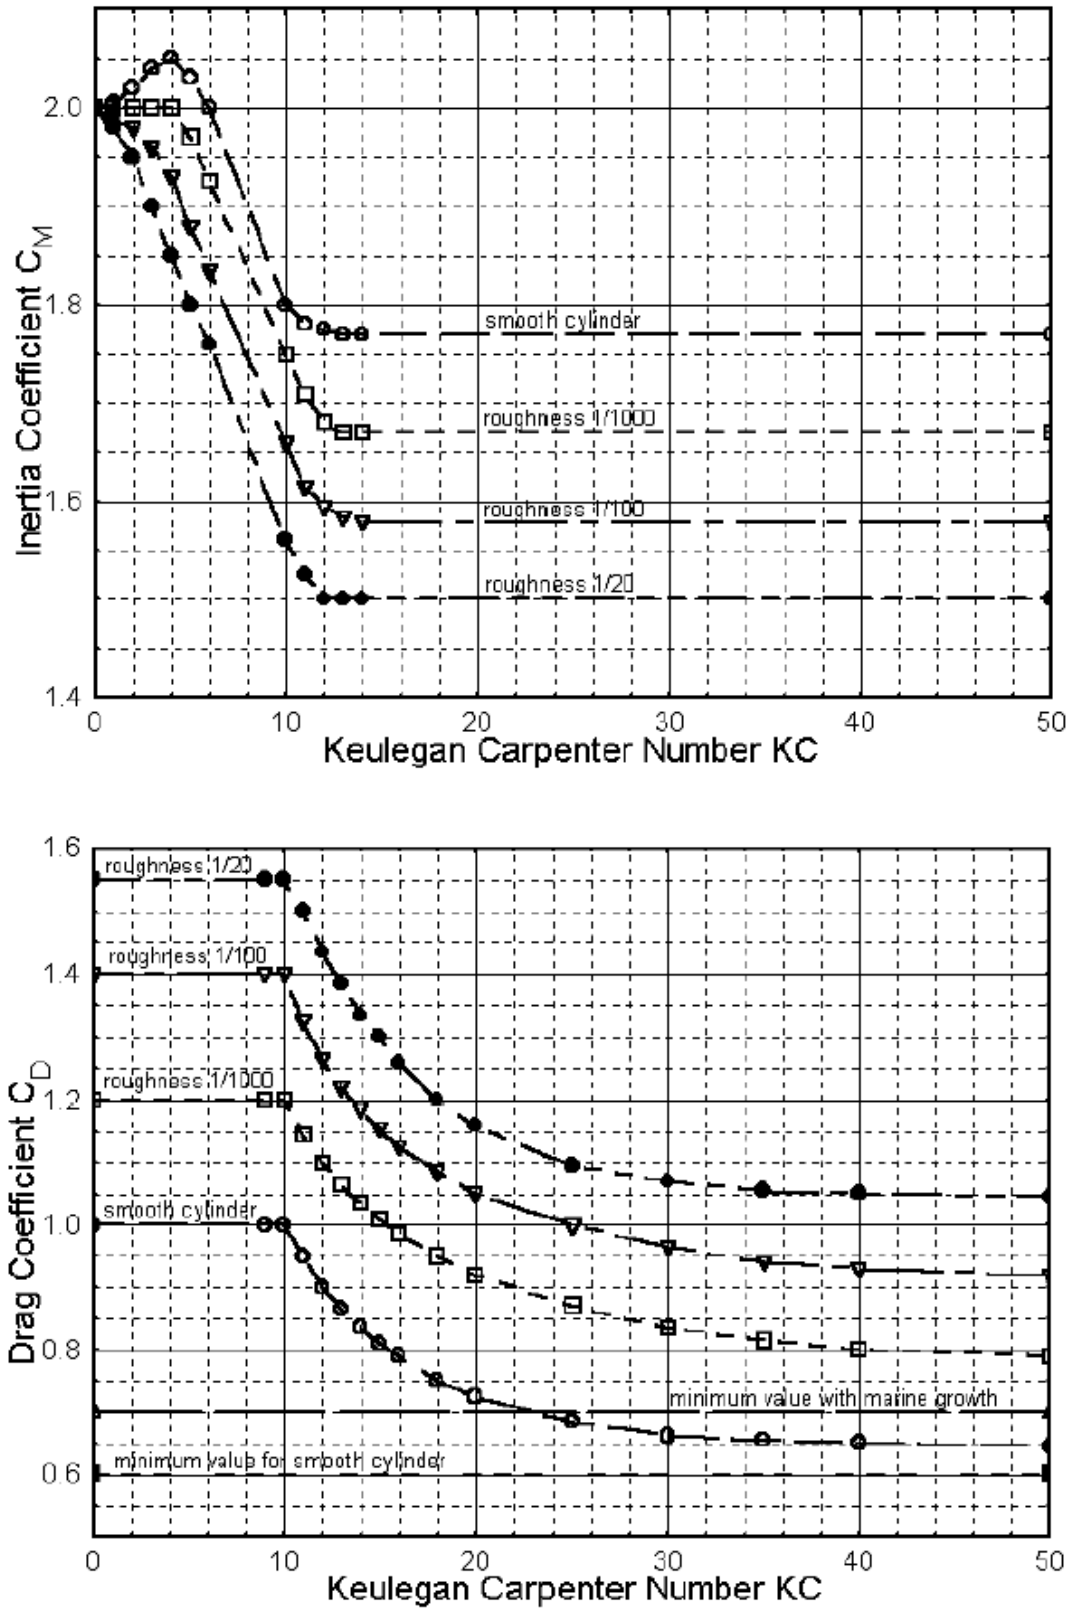 2.0
1.8
1.6
1.4
Inertia Coefficient C_M
smooth cylinder
roughness 1/1000
roughness 1/100
roughness 1/20
0 10 20 30 40 50
Keulegan Carpenter Number KC
1.6
1.4
1.2
1.0
0.8
0.6
Drag Coefficient C_D
roughness 1/20
roughness 1/100
roughness 1/1000
smooth cylinder
minimum value with marine growth
minimum value for smooth cylinder
0 10 20 30 40 50
Keulegan Carpenter Number KC